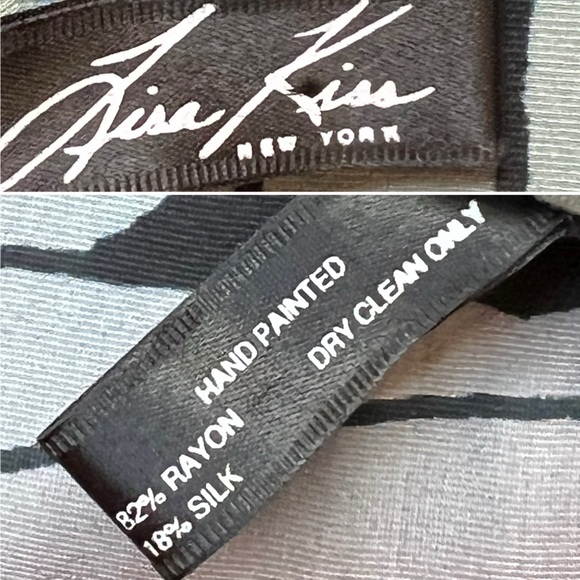 Lisa Kiss
NEW YORK
HAND PAINTED
DRY CLEAN ONLY
82% RAYON
18% SILK